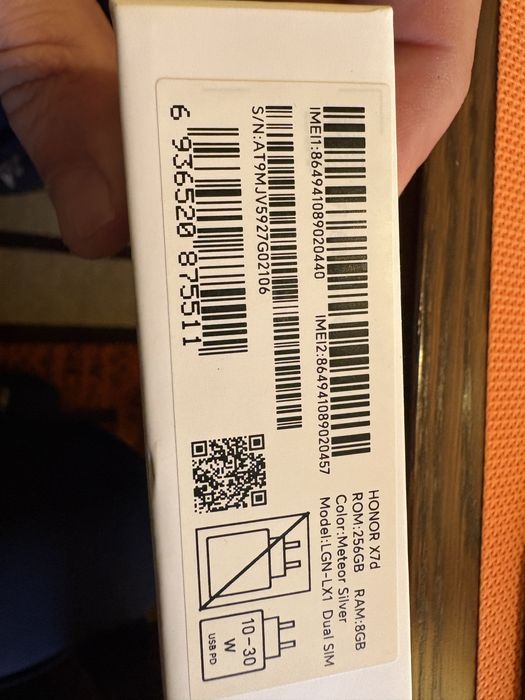 HONOR X7d
ROM:256GB RAM:8GB
Color:Meteor Silver
Model:LGN-LX1 Dual SIM
IMEI1:864941089020440
IMEI2:864941089020457
S/N:AT9MJV5927G02106
6 936520 875511
10-30
W
USB PD